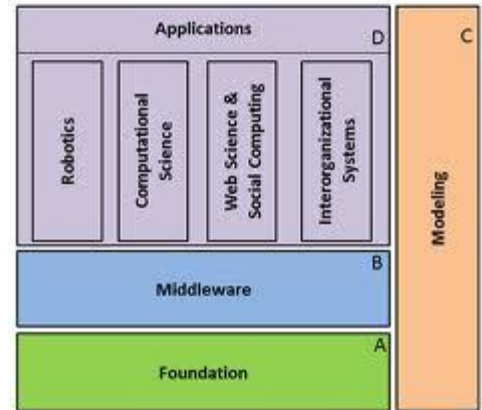 Applications
D
Robotics
Computational
Science
Web Science &
Social Computing
Interorganizational
Systems
C
Modeling
B
Middleware
A
Foundation